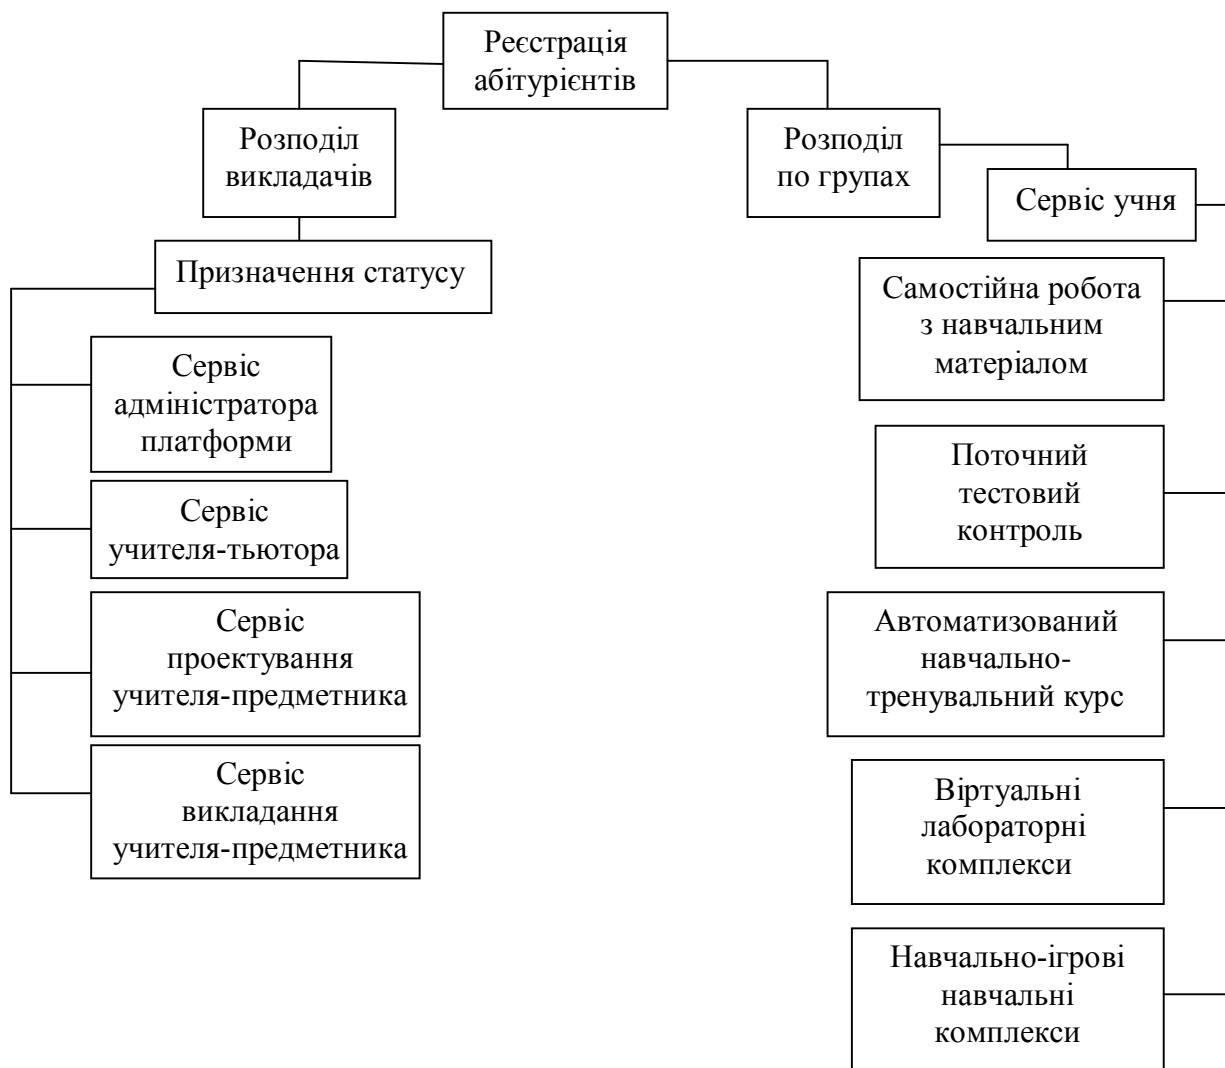 Реєстрація
абітурієнтів
Розподіл
викладачів
Розподіл
по групах
Сервіс учня
Призначення статусу
Сервіс
адміністратора
платформи
Сервіс
учителя-тьютора
Сервіс
проектування
учителя-предметника
Сервіс
викладання
учителя-предметника
Самостійна робота
з навчальним
матеріалом
Поточний
тестовий
контроль
Автоматизований
навчально-
тренувальний курс
Віртуальні
лабораторні
комплекси
Навчально-ігрові
навчальні
комплекси